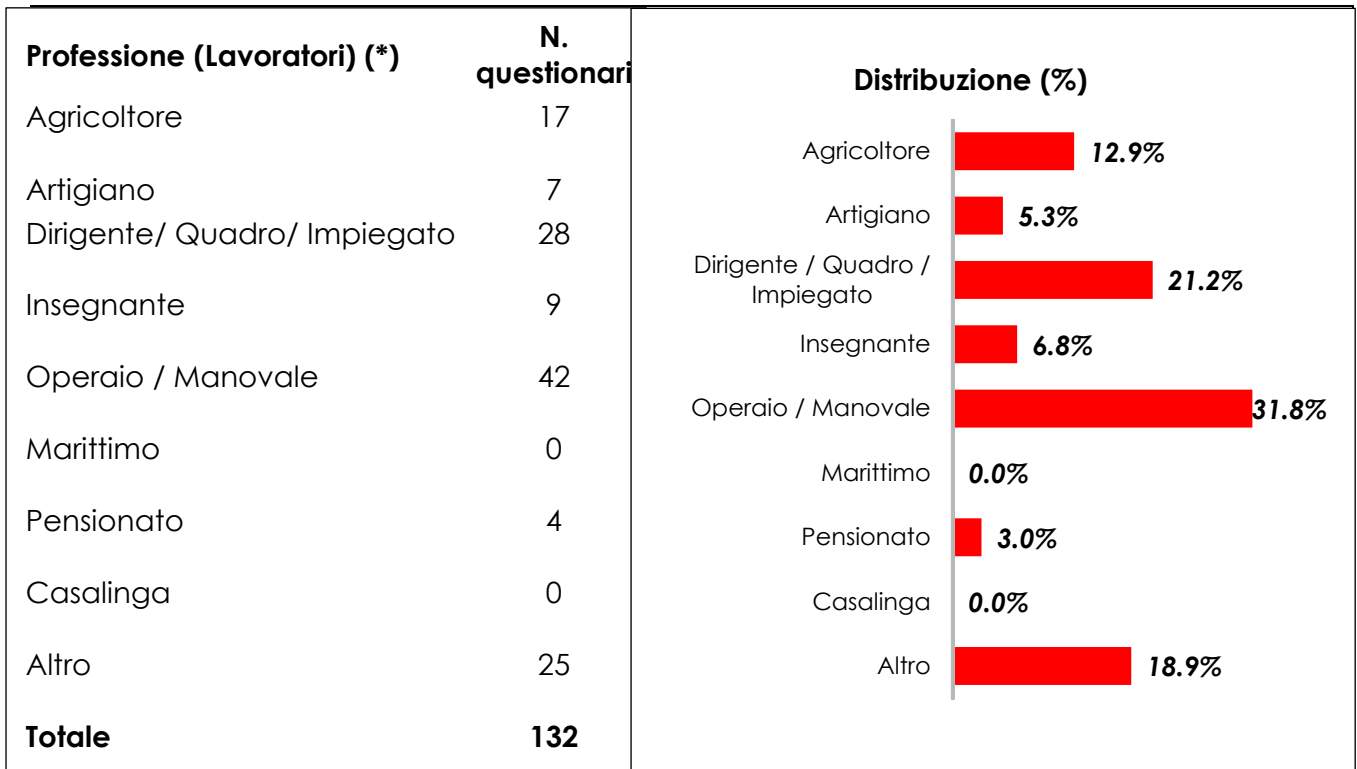 Professione (Lavoratori) (*) N.
questionari
Agricoltore 17
Artigiano 7
Dirigente/ Quadro/ Impiegato 28
Insegnante 9
Operaio / Manovale 42
Marittimo 0
Pensionato 4
Casalinga 0
Altro 25
Totale 132
Distribuzione (%)
Agricoltore 12.9%
Artigiano 5.3%
Dirigente / Quadro /
Impiegato 21.2%
Insegnante 6.8%
Operaio / Manovale 31.8%
Marittimo 0.0%
Pensionato 3.0%
Casalinga 0.0%
Altro 18.9%